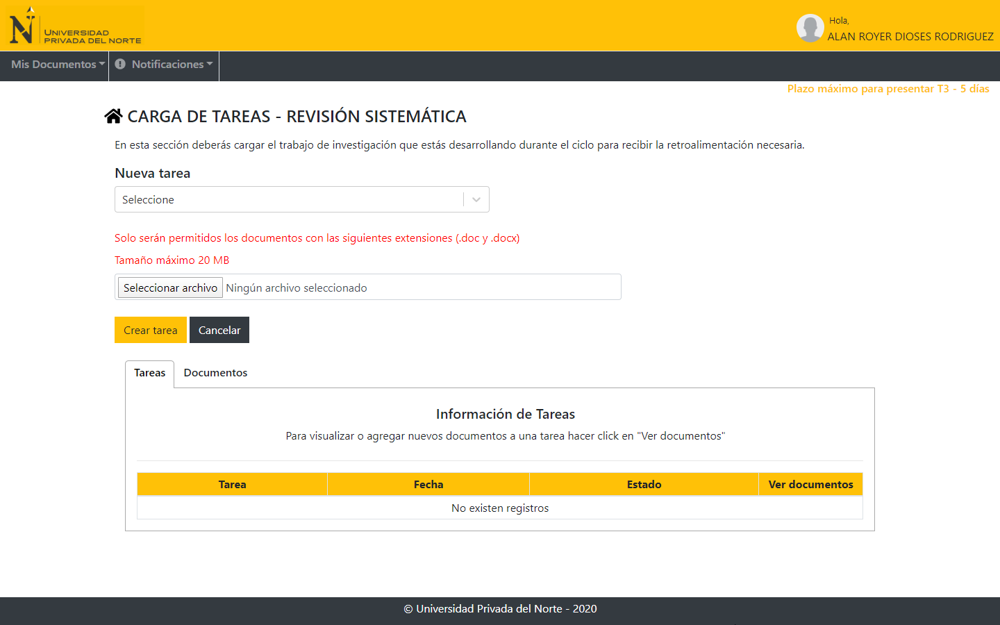 UNIVERSIDAD
PRIVADA DEL NORTE
Hola,
ALAN ROYER DIOSES RODRIGUEZ
Mis Documentos
Notificaciones
Plazo máximo para presentar T3 - 5 días
CARGA DE TAREAS - REVISIÓN SISTEMÁTICA
En esta sección deberás cargar el trabajo de investigación que estás desarrollando durante el ciclo para recibir la retroalimentación necesaria.
Nueva tarea
Seleccione
Solo serán permitidos los documentos con las siguientes extensiones (.doc y .docx)
Tamaño máximo 20 MB
Seleccionar archivo Ningún archivo seleccionado
Crear tarea Cancelar
Tareas Documentos
Información de Tareas
Para visualizar o agregar nuevos documentos a una tarea hacer click en "Ver documentos"
Tarea Fecha Estado Ver documentos
No existen registros
© Universidad Privada del Norte - 2020